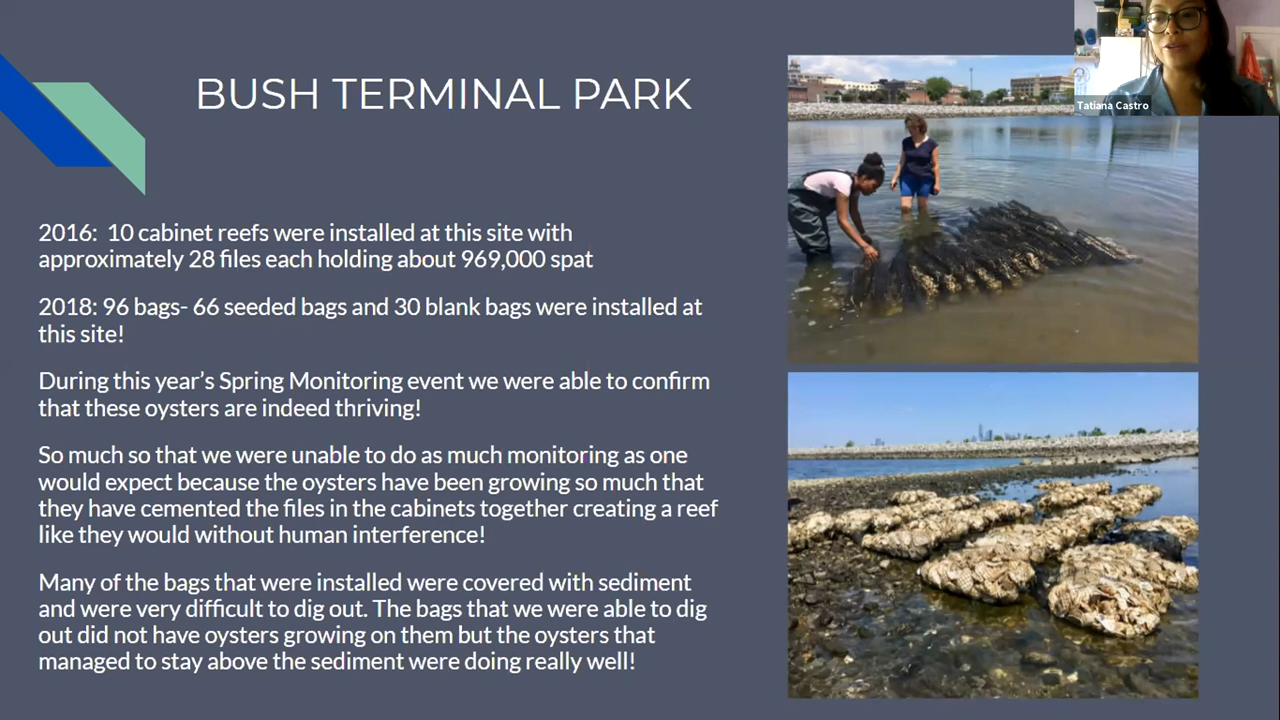 BUSH TERMINAL PARK
Tatiana Castro
2016:  10 cabinet reefs were installed at this site with
approximately 28 files each holding about 969,000 spat
2018: 96 bags- 66 seeded bags and 30 blank bags were installed at
this site!
During this year’s Spring Monitoring event we were able to confirm
that these oysters are indeed thriving!
So much so that we were unable to do as much monitoring as one
would expect because the oysters have been growing so much that
they have cemented the files in the cabinets together creating a reef
like they would without human interference!
Many of the bags that were installed were covered with sediment
and were very difficult to dig out. The bags that we were able to dig
out did not have oysters growing on them but the oysters that
managed to stay above the sediment were doing really well!